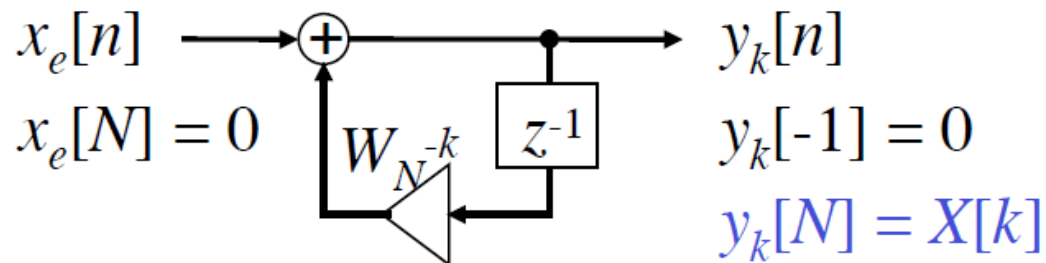 x_e[n] + y_k[n]
x_e[N] = 0 W_N^{-k} z^{-1} y_k[-1] = 0
y_k[N] = X[k]